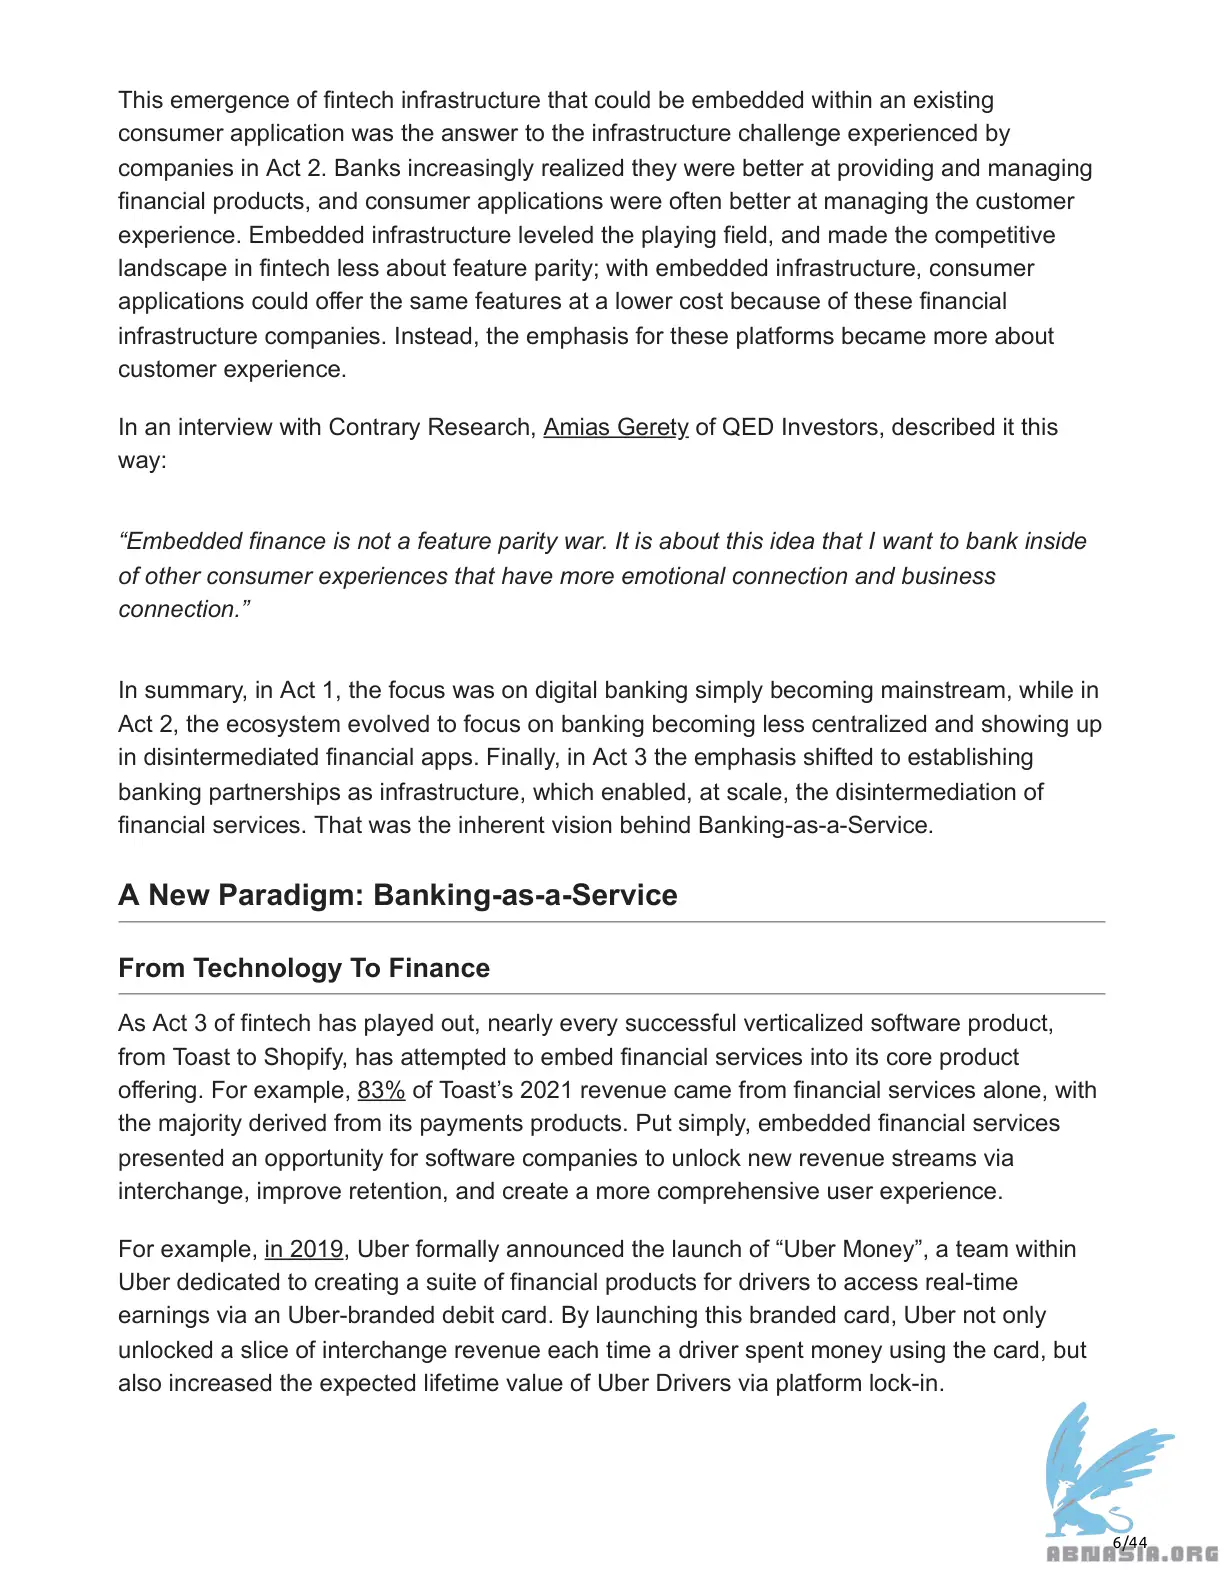 This emergence of fintech infrastructure that could be embedded within an existing
consumer application was the answer to the infrastructure challenge experienced by
companies in Act 2. Banks increasingly realized they were better at providing and managing
financial products, and consumer applications were often better at managing the customer
experience. Embedded infrastructure leveled the playing field, and made the competitive
landscape in fintech less about feature parity; with embedded infrastructure, consumer
applications could offer the same features at a lower cost because of these financial
infrastructure companies. Instead, the emphasis for these platforms became more about
customer experience.
In an interview with Contrary Research, Amias Gerety of QED Investors, described it this
way:
“Embedded finance is not a feature parity war. It is about this idea that I want to bank inside
of other consumer experiences that have more emotional connection and business
connection.”
In summary, in Act 1, the focus was on digital banking simply becoming mainstream, while in
Act 2, the ecosystem evolved to focus on banking becoming less centralized and showing up
in disintermediated financial apps. Finally, in Act 3 the emphasis shifted to establishing
banking partnerships as infrastructure, which enabled, at scale, the disintermediation of
financial services. That was the inherent vision behind Banking-as-a-Service.
A New Paradigm: Banking-as-a-Service
From Technology To Finance
As Act 3 of fintech has played out, nearly every successful verticalized software product,
from Toast to Shopify, has attempted to embed financial services into its core product
offering. For example, 83% of Toast’s 2021 revenue came from financial services alone, with
the majority derived from its payments products. Put simply, embedded financial services
presented an opportunity for software companies to unlock new revenue streams via
interchange, improve retention, and create a more comprehensive user experience.
For example, in 2019, Uber formally announced the launch of “Uber Money”, a team within
Uber dedicated to creating a suite of financial products for drivers to access real-time
earnings via an Uber-branded debit card. By launching this branded card, Uber not only
unlocked a slice of interchange revenue each time a driver spent money using the card, but
also increased the expected lifetime value of Uber Drivers via platform lock-in.
6/44
ABNASIA.ORG